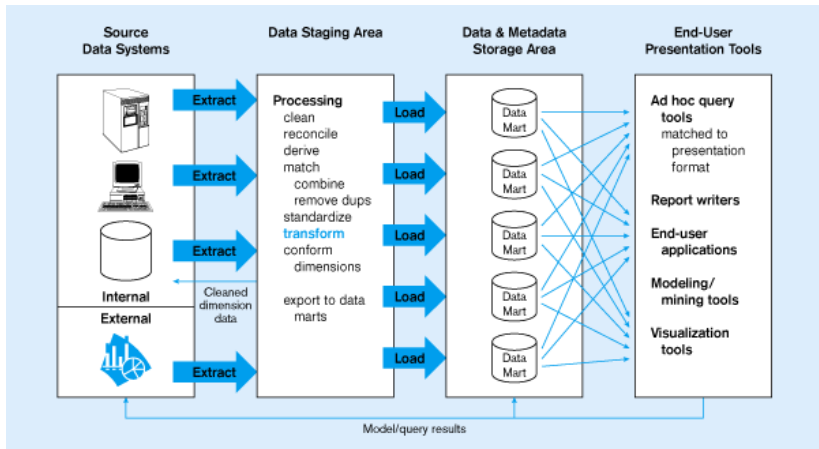 Source
Data Systems
Data Staging Area
Data & Metadata
Storage Area
End-User
Presentation Tools
Extract
Extract
Extract
Internal
External
Extract
Cleaned
dimension
data
Processing
clean
reconcile
derive
match
combine
remove dups
standardize
transform
conform
dimensions
export to data
marts
Load
Load
Load
Load
Load
Data
Mart
Data
Mart
Data
Mart
Data
Mart
Data
Mart
Ad hoc query
tools
matched to
presentation
format
Report writers
End-user
applications
Modeling/
mining tools
Visualization
tools
Model/query results